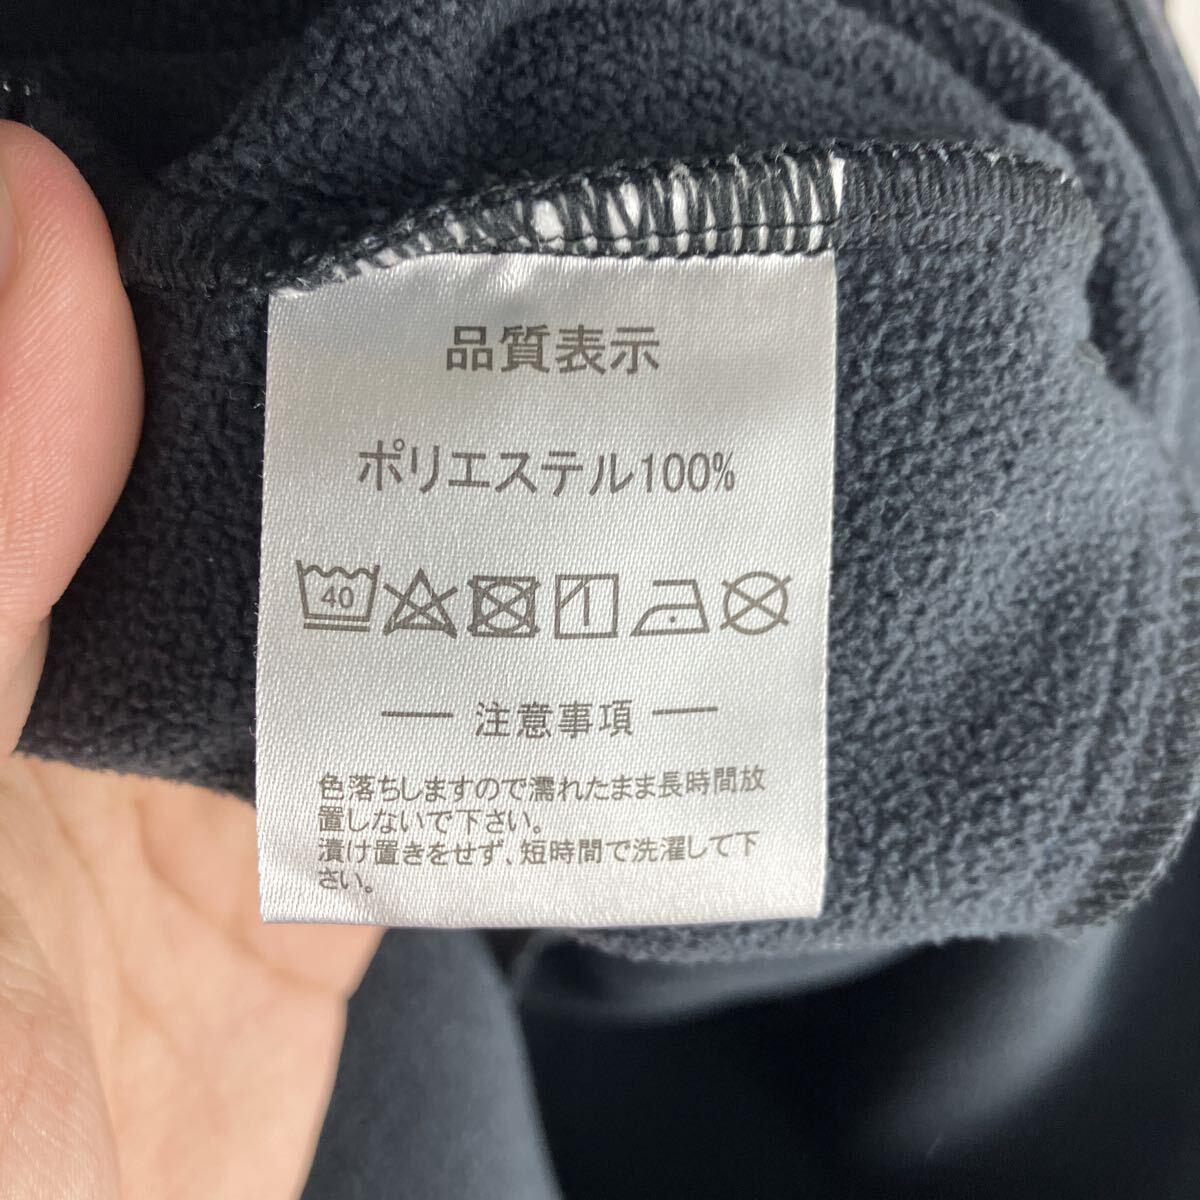 品質表示
ポリエステル100%
40
注意事項
色落ちしますので濡れたまま長時間放
置しないで下さい。
漬け置きをせず、短時間で洗濯して下
さい。